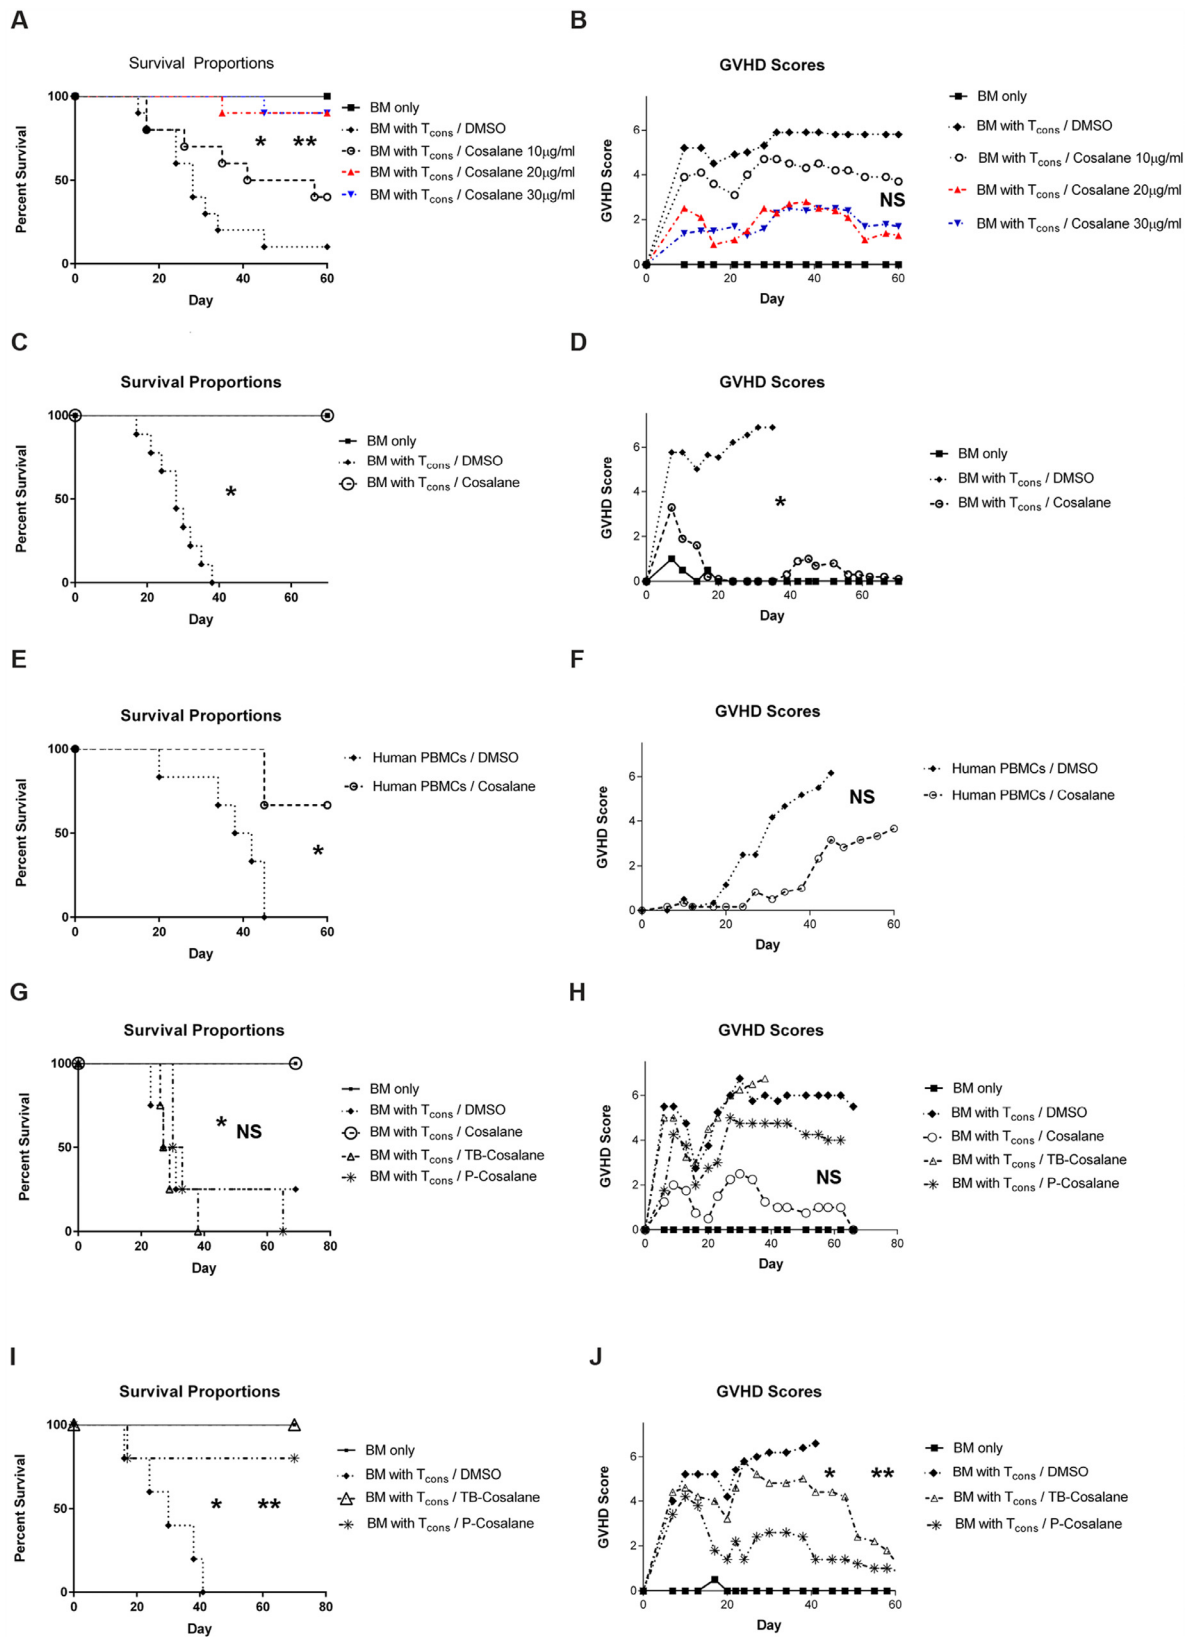 A
Survival Proportions
Percent Survival
100
50
0
0 20 40 60
Day
* **
BM only
BM with Tcons / DMSO
BM with Tcons / Cosalane 10µg/ml
BM with Tcons / Cosalane 20µg/ml
BM with Tcons / Cosalane 30µg/ml
B
GVHD Scores
GVHD Score
6
4
2
0
0 20 40 60
Day
NS
BM only
BM with Tcons / DMSO
BM with Tcons / Cosalane 10µg/ml
BM with Tcons / Cosalane 20µg/ml
BM with Tcons / Cosalane 30µg/ml
C
Survival Proportions
Percent Survival
100
50
0
0 20 40 60
Day
*
BM only
BM with Tcons / DMSO
BM with Tcons / Cosalane
D
GVHD Scores
GVHD Score
6
4
2
0
0 20 40 60
Day
*
BM only
BM with Tcons / DMSO
BM with Tcons / Cosalane
E
Survival Proportions
Percent Survival
100
50
0
0 20 40 60
Day
*
Human PBMCs / DMSO
Human PBMCs / Cosalane
F
GVHD Scores
GVHD Score
6
4
2
0
0 20 40 60
Day
NS
Human PBMCs / DMSO
Human PBMCs / Cosalane
G
Survival Proportions
Percent Survival
100
50
0
0 20 40 60 80
Day
* NS
BM only
BM with Tcons / DMSO
BM with Tcons / Cosalane
BM with Tcons / TB-Cosalane
BM with Tcons / P-Cosalane
H
GVHD Scores
GVHD Score
6
4
2
0
0 20 40 60 80
Day
NS
BM only
BM with Tcons / DMSO
BM with Tcons / Cosalane
BM with Tcons / TB-Cosalane
BM with Tcons / P-Cosalane
I
Survival Proportions
Percent Survival
100
50
0
0 20 40 60 80
Day
* **
BM only
BM with Tcons / DMSO
BM with Tcons / TB-Cosalane
BM with Tcons / P-Cosalane
J
GVHD Scores
GVHD Score
6
4
2
0
0 20 40 60
Day
* **
BM only
BM with Tcons / DMSO
BM with Tcons / TB-Cosalane
BM with Tcons / P-Cosalane